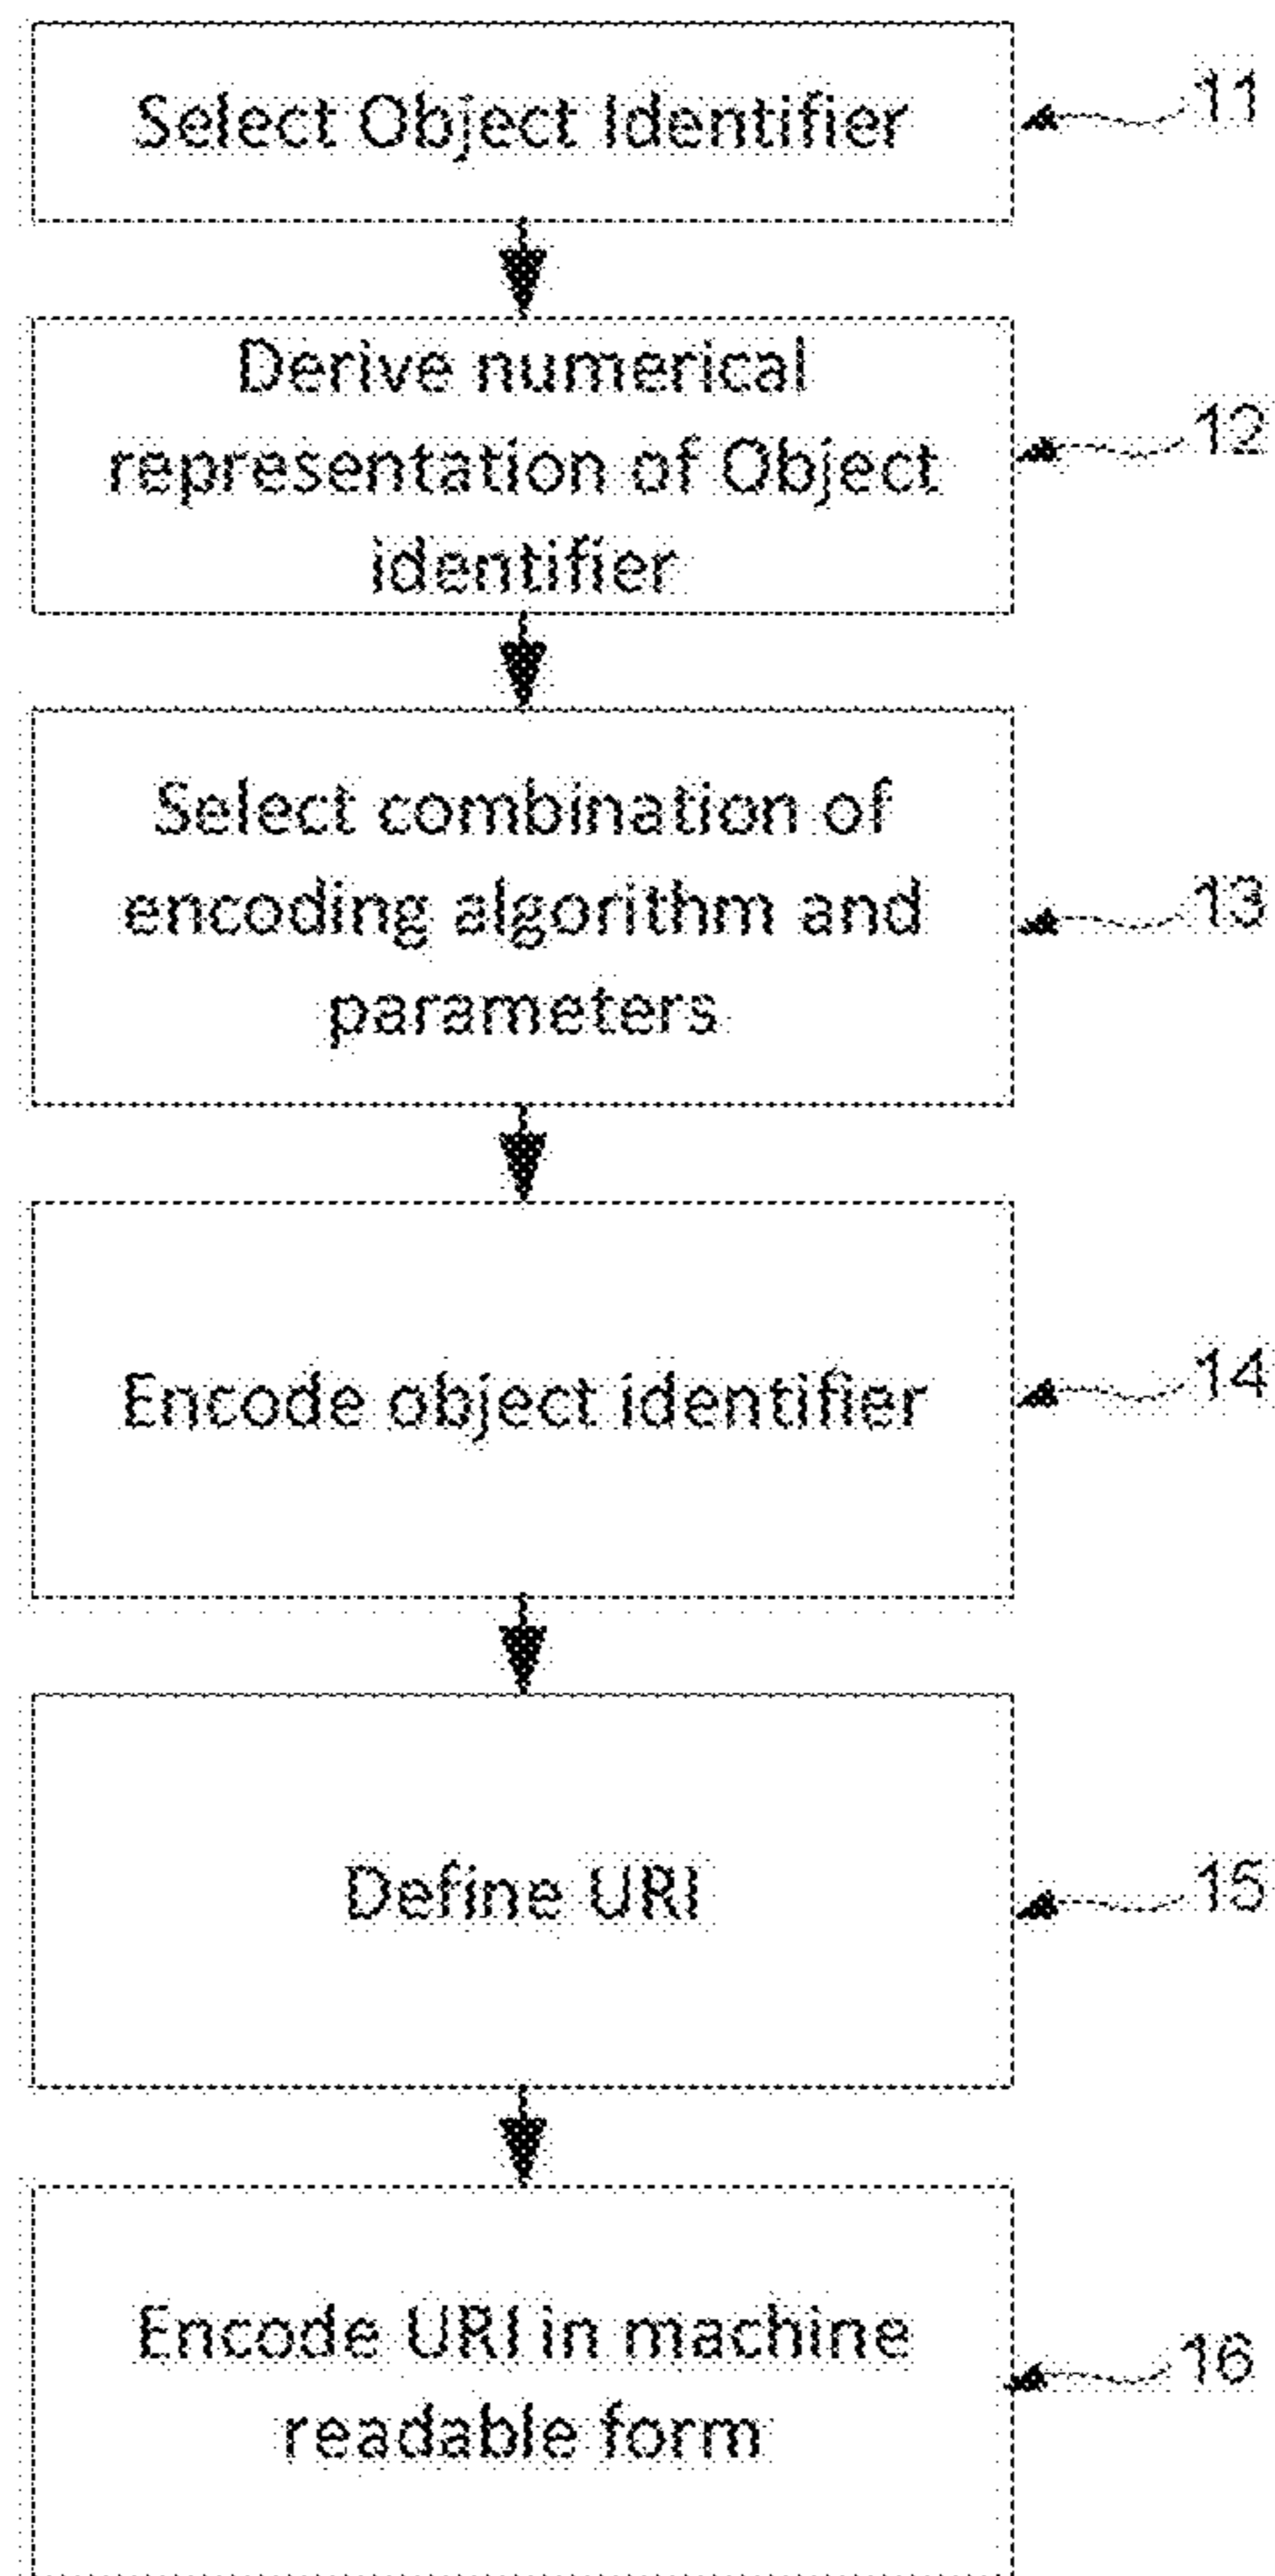 Select Object Identifier
11
Derive numerical
representation of Object
identifier
12
Select combination of
encoding algorithm and
parameters
13
Encode object identifier
14
Define URI
15
Encode URI in machine
readable form
16